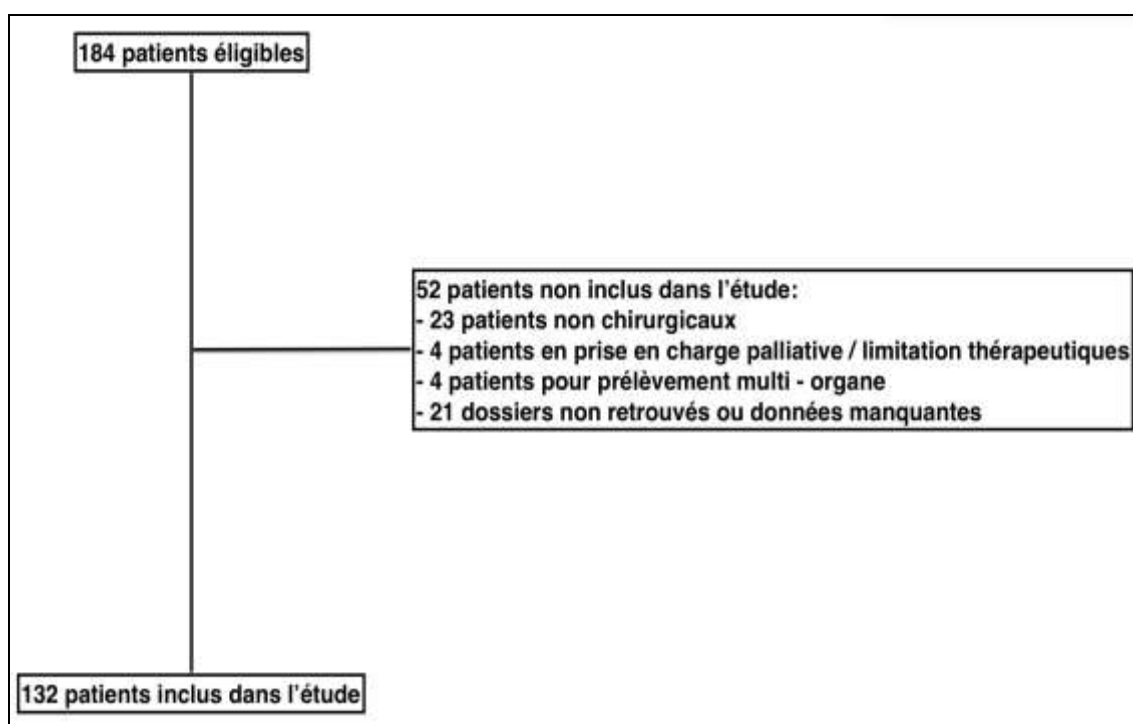 184 patients éligibles
52 patients non inclus dans l'étude:
- 23 patients non chirurgicaux
- 4 patients en prise en charge palliative / limitation thérapeutiques
- 4 patients pour prélèvement multi - organe
- 21 dossiers non retrouvés ou données manquantes
132 patients inclus dans l'étude